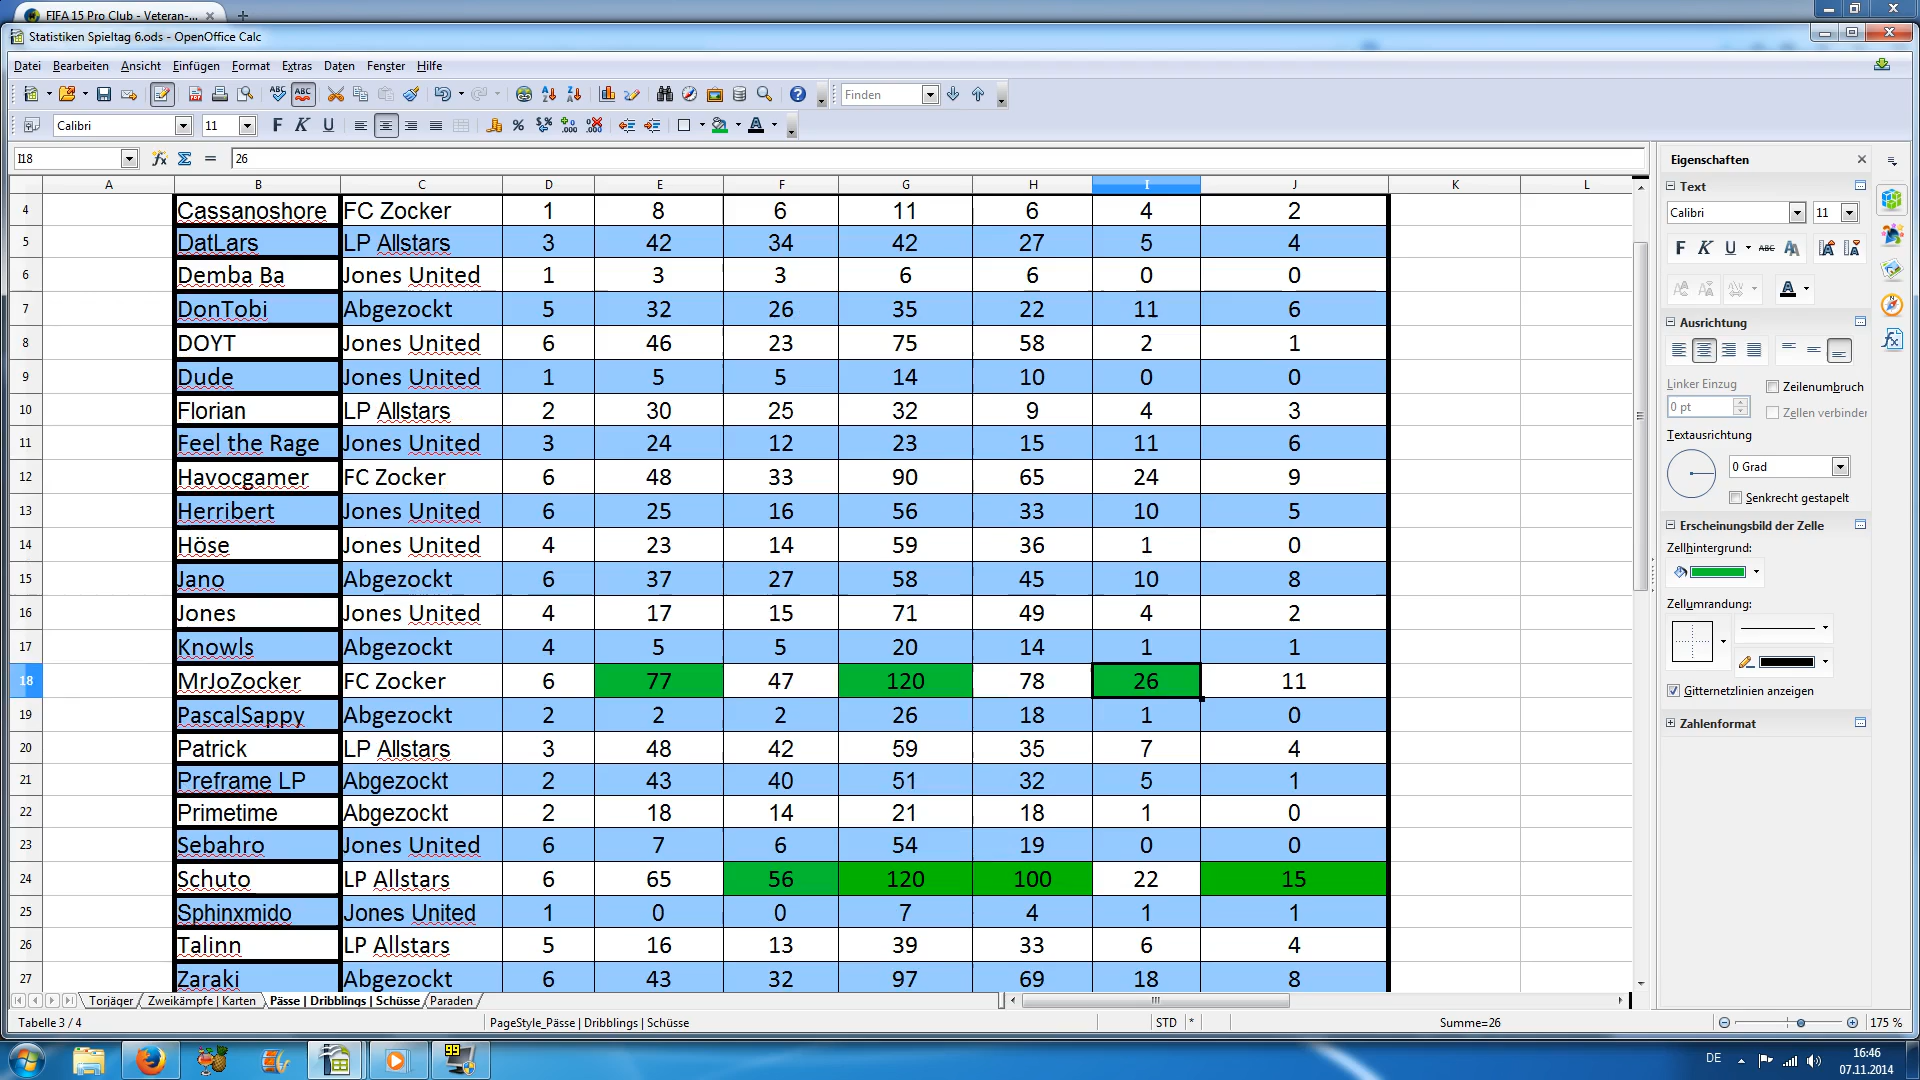 FIFA 15 Pro Club - Veteran-...
Statistiken Spieltag 6.ods - OpenOffice Calc
Datei Bearbeiten Ansicht Einfügen Format Extras Daten Fenster Hilfe
Finden
Calibri 11 F K U
I18 26
A B C D E F G H I J K L
4 Cassanoshore FC Zocker 1 8 6 11 6 4 2
5 DatLars LP Allstars 3 42 34 42 27 5 4
6 Demba Ba Jones United 1 3 3 6 6 0 0
7 DonTobi Abgezockt 5 32 26 35 22 11 6
8 DOYT Jones United 6 46 23 75 58 2 1
9 Dude Jones United 1 5 5 14 10 0 0
10 Florian LP Allstars 2 30 25 32 9 4 3
11 Feel the Rage Jones United 3 24 12 23 15 11 6
12 Havocgamer FC Zocker 6 48 33 90 65 24 9
13 Herribert Jones United 6 25 16 56 33 10 5
14 Höse Jones United 4 23 14 59 36 1 0
15 Jano Abgezockt 6 37 27 58 45 10 8
16 Jones Jones United 4 17 15 71 49 4 2
17 Knowls Abgezockt 4 5 5 20 14 1 1
18 MrJoZocker FC Zocker 6 77 47 120 78 26 11
19 PascalSappy Abgezockt 2 2 2 26 18 1 0
20 Patrick LP Allstars 3 48 42 59 35 7 4
21 Preframe LP Abgezockt 2 43 40 51 32 5 1
22 Primetime Abgezockt 2 18 14 21 18 1 0
23 Sebahro Jones United 6 7 6 54 19 0 0
24 Schuto LP Allstars 6 65 56 120 100 22 15
25 Sphinxmido Jones United 1 0 0 7 4 1 1
26 Talinn LP Allstars 5 16 13 39 33 6 4
27 Zaraki Abgezockt 6 43 32 97 69 18 8
Eigenschaften
Text
Calibri 11
F K U ABC
Ausrichtung
Linker Einzug Zeilenumbruch
0 pt Zellen verbinden
Textausrichtung
0 Grad
Senkrecht gestapelt
Erscheinungsbild der Zelle
Zellhintergrund:
Zellumrandung:
Gitternetzlinien anzeigen
Zahlenformat
Torjäger Zweikämpfe | Karten Pässe | Dribblings | Schüsse Paraden
Tabelle 3 / 4 PageStyle_Pässe | Dribblings | Schüsse STD * Summe=26 175 %
99
DE 16:46
07.11.2014